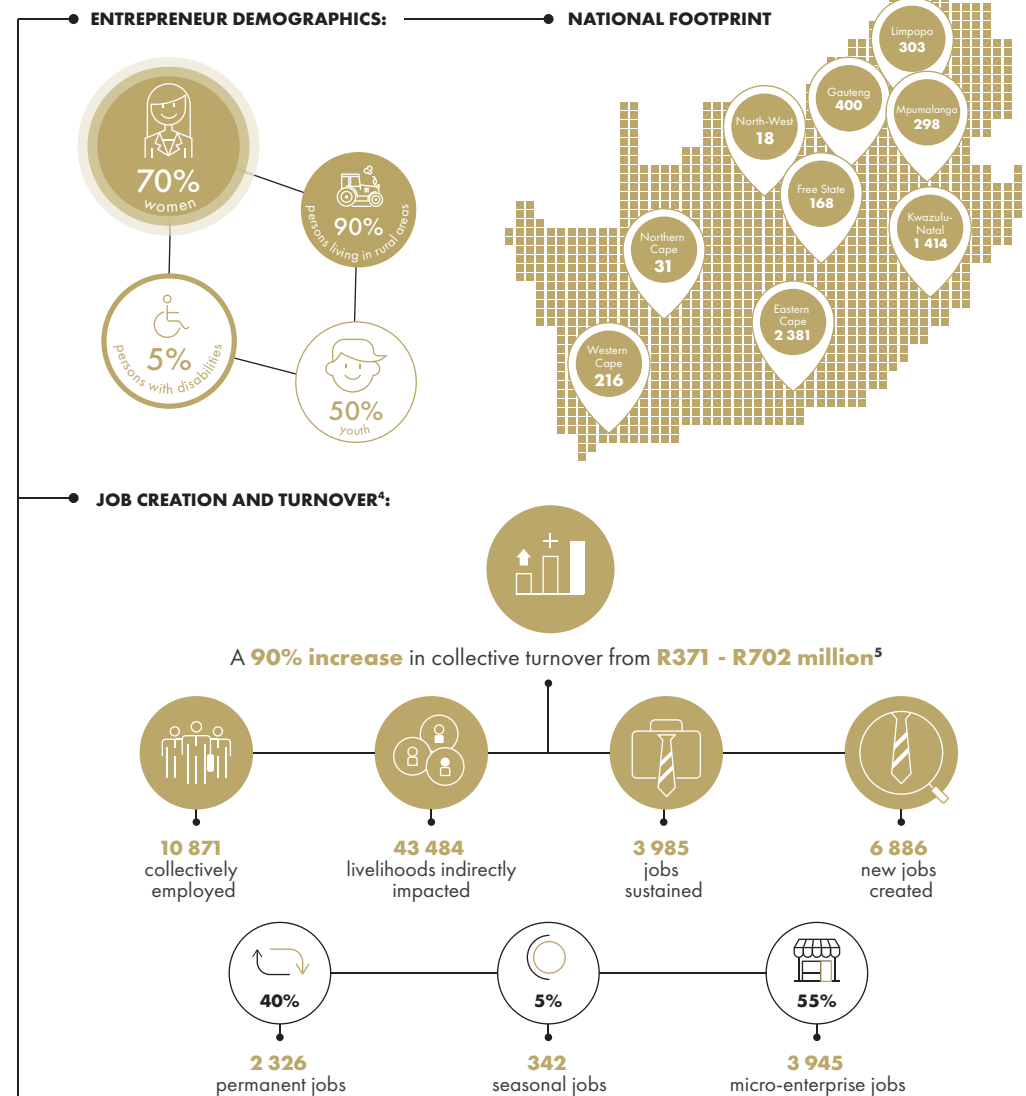 ENTREPRENEUR DEMOGRAPHICS:
70%
women
90%
persons living in rural areas
5%
persons with disabilities
50%
youth
NATIONAL FOOTPRINT
Limpopo
303
Gauteng
400
Mpumalanga
298
North-West
18
Free State
168
Kwazulu-
Natal
1 414
Northern
Cape
31
Eastern
Cape
2 381
Western
Cape
216
JOB CREATION AND TURNOVER⁴:
A 90% increase in collective turnover from R371 - R702 million⁵
10 871
collectively
employed
43 484
livelihoods indirectly
impacted
3 985
jobs
sustained
6 886
new jobs
created
40%
2 326
permanent jobs
5%
342
seasonal jobs
55%
3 945
micro-enterprise jobs